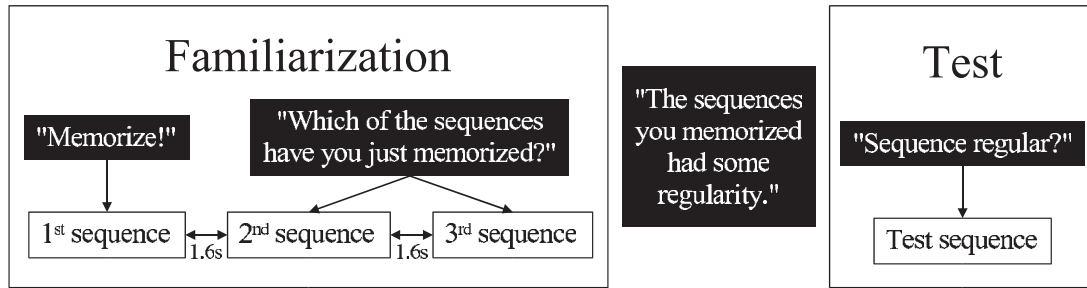 Familiarization
"Memorize!"
"Which of the sequences
have you just memorized?"
1st sequence
1.6s
2nd sequence
1.6s
3rd sequence
"The sequences
you memorized
had some
regularity."
Test
"Sequence regular?"
Test sequence